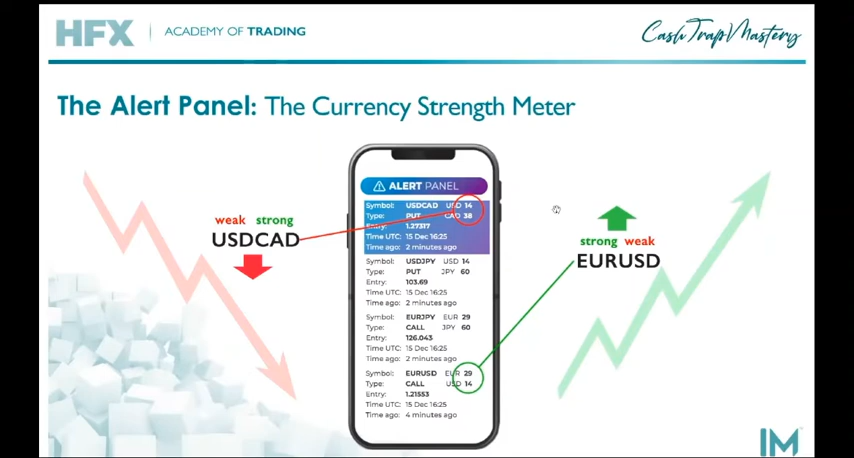 HFX
ACADEMY OF TRADING
CashTrapMastery
The Alert Panel: The Currency Strength Meter
weak strong
USDCAD
ALERT PANEL
Symbol: USDCAD USD 14
Type: PUT CAD 38
Entry: 1.27317
Time UTC: 15 Dec 16:25
Time ago: 2 minutes ago
Symbol: USDJPY USD 14
Type: PUT JPY 60
Entry: 103.69
Time UTC: 15 Dec 16:25
Time ago: 2 minutes ago
Symbol: EURJPY EUR 29
Type: CALL JPY 60
Entry: 126.043
Time UTC: 15 Dec 16:25
Time ago: 2 minutes ago
Symbol: EURUSD EUR 29
Type: CALL USD 14
Entry: 1.21553
Time UTC: 15 Dec 16:25
Time ago: 4 minutes ago
strong weak
EURUSD
IM